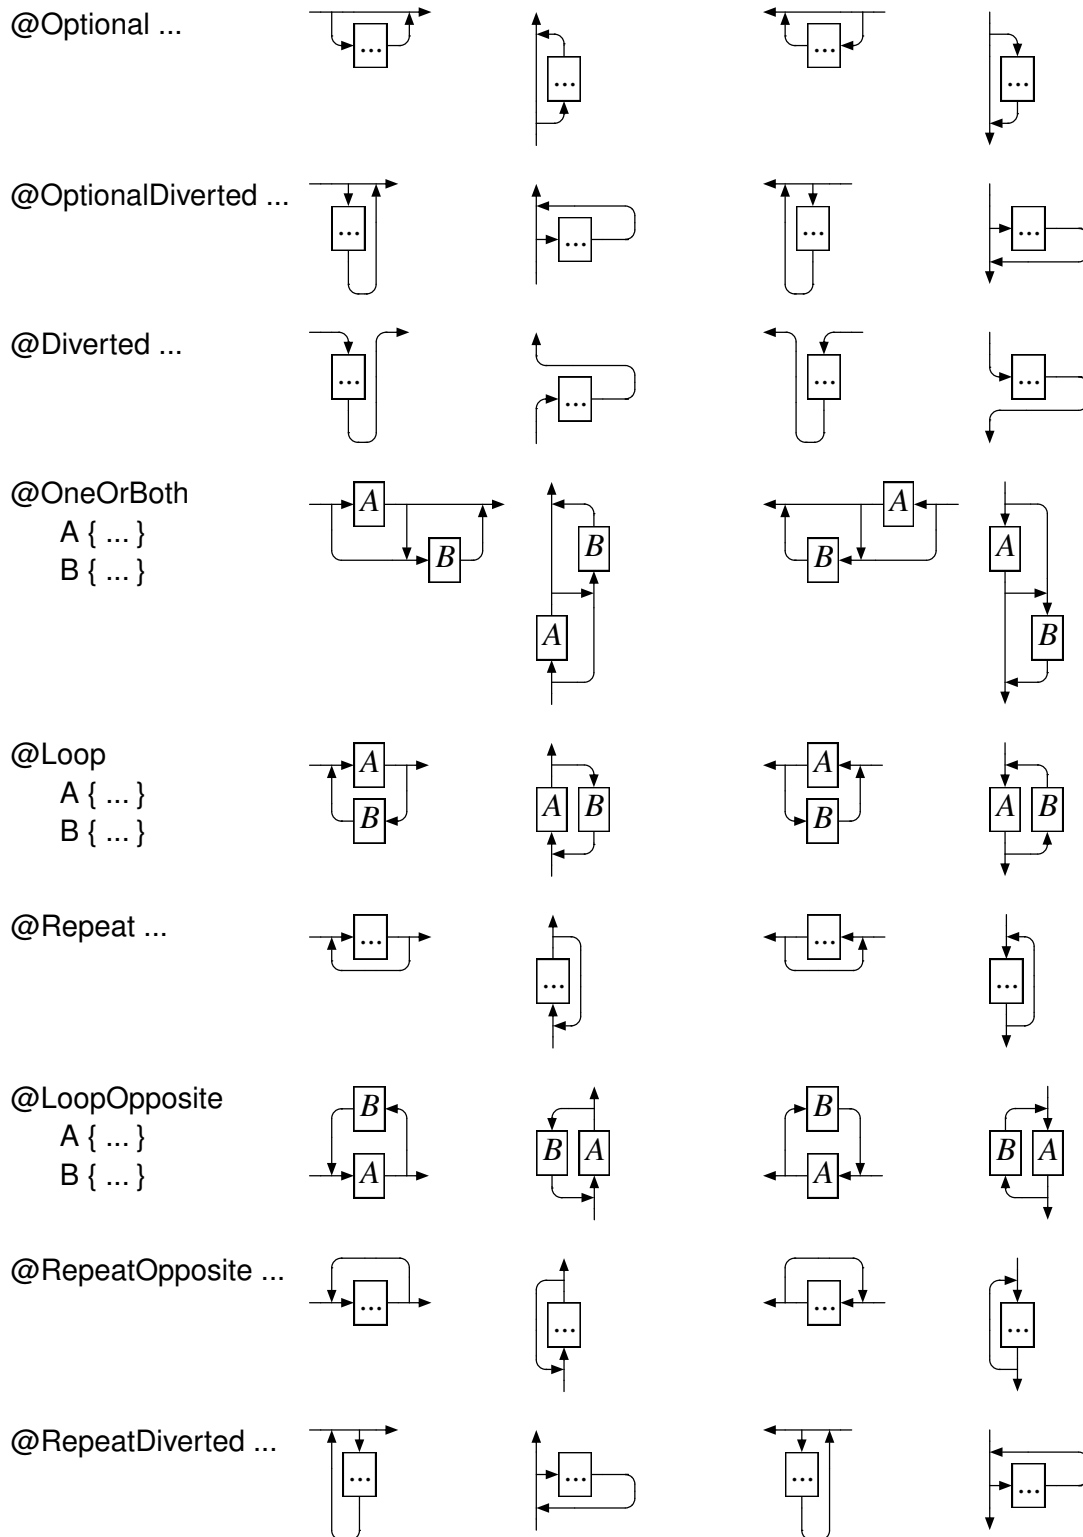 @Optional ...
... ... ... ...
@OptionalDiverted ...
... ... ... ...
@Diverted ...
... ... ... ...
@OneOrBoth
A { ... }
B { ... }
A B B A A B A B
@Loop
A { ... }
B { ... }
A B A B A B A B
@Repeat ...
... ... ... ...
@LoopOpposite
A { ... }
B { ... }
B A B A B A B A
@RepeatOpposite ...
... ... ... ...
@RepeatDiverted ...
... ... ... ...